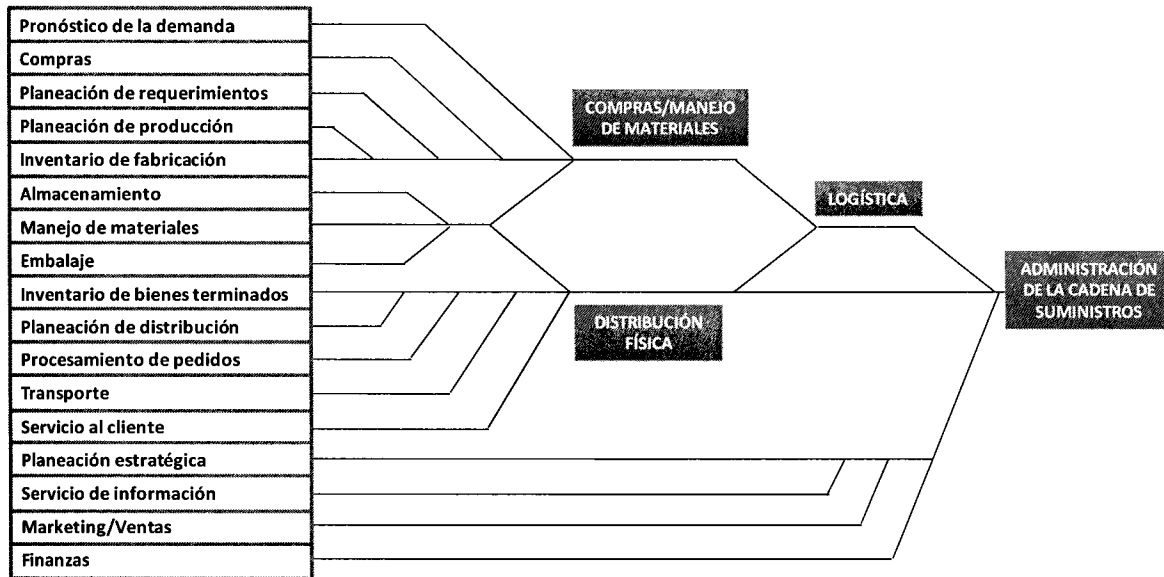 Pronóstico de la demanda
Compras
Planeación de requerimientos
Planeación de producción
Inventario de fabricación
Almacenamiento
Manejo de materiales
Embalaje
Inventario de bienes terminados
Planeación de distribución
Procesamiento de pedidos
Transporte
Servicio al cliente
Planeación estratégica
Servicio de información
Marketing/Ventas
Finanzas
COMPRAS/MANEJO
DE MATERIALES
DISTRIBUCIÓN
FÍSICA
LOGÍSTICA
ADMINISTRACIÓN
DE LA CADENA DE
SUMINISTROS